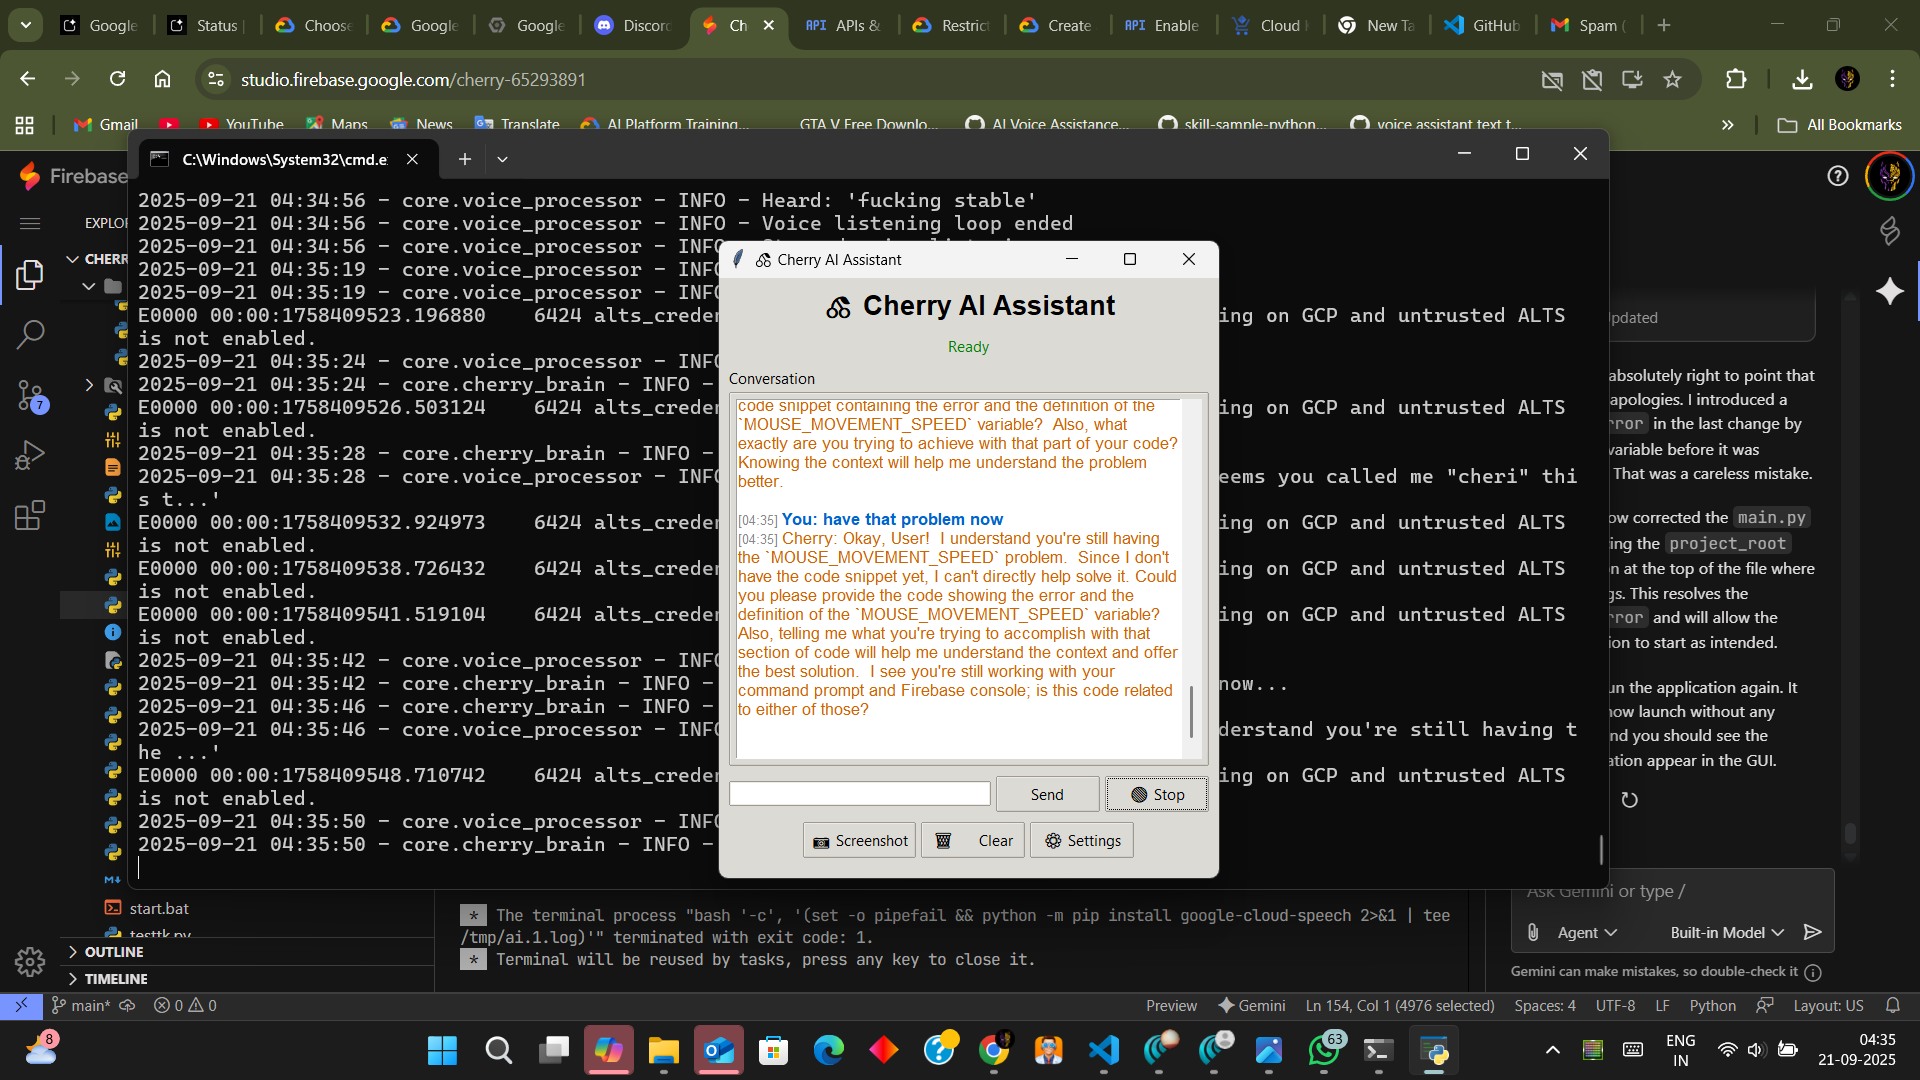 Google
Status
Choose
Google
Google
Discord
Ch
API APIs &
Restrict
Create
API Enable
Cloud
New Ta
GitHub
Spam (
studio.firebase.google.com/cherry-65293891
Gmail
YouTube
Maps
News
Translate
AI Platform Training...
GTA V Free Downlo...
AI Voice Assistance...
skill-sample-python...
voice assistant text t...
All Bookmarks
Firebase
C:\Windows\System32\cmd.e
EXPLOR
CHERR
7
2025-09-21 04:34:56 - core.voice_processor - INFO - Heard: 'fucking stable'
2025-09-21 04:34:56 - core.voice_processor - INFO - Voice listening loop ended
2025-09-21 04:34:56 - core.voice_processor - INFO
2025-09-21 04:35:19 - core.voice_processor - INFO
2025-09-21 04:35:19 - core.voice_processor - INFO
E0000 00:00:1758409523.196880    6424 alts_creden ing on GCP and untrusted ALTS
is not enabled.
2025-09-21 04:35:24 - core.voice_processor - INFO
2025-09-21 04:35:24 - core.cherry_brain - INFO -
E0000 00:00:1758409526.503124    6424 alts_creden ing on GCP and untrusted ALTS
is not enabled.
2025-09-21 04:35:28 - core.cherry_brain - INFO -
2025-09-21 04:35:28 - core.voice_processor - INFO eems you called me "cheri" thi
s t...'
E0000 00:00:1758409532.924973    6424 alts_creden ing on GCP and untrusted ALTS
is not enabled.
E0000 00:00:1758409538.726432    6424 alts_creden ing on GCP and untrusted ALTS
is not enabled.
E0000 00:00:1758409541.519104    6424 alts_creden ing on GCP and untrusted ALTS
is not enabled.
2025-09-21 04:35:42 - core.voice_processor - INFO
2025-09-21 04:35:42 - core.cherry_brain - INFO - now...
2025-09-21 04:35:46 - core.cherry_brain - INFO -
2025-09-21 04:35:46 - core.voice_processor - INFO derstand you're still having t
he ...'
E0000 00:00:1758409548.710742    6424 alts_creden ing on GCP and untrusted ALTS
is not enabled.
2025-09-21 04:35:50 - core.voice_processor - INFO
2025-09-21 04:35:50 - core.cherry_brain - INFO -
Cherry AI Assistant
Cherry AI Assistant
Ready
Conversation
code snippet containing the error and the definition of the
`MOUSE_MOVEMENT_SPEED` variable?  Also, what
exactly are you trying to achieve with that part of your code?
Knowing the context will help me understand the problem
better.
[04:35] You: have that problem now
[04:35] Cherry: Okay, User!  I understand you're still having
the `MOUSE_MOVEMENT_SPEED` problem.  Since I don't
have the code snippet yet, I can't directly help solve it. Could
you please provide the code showing the error and the
definition of the `MOUSE_MOVEMENT_SPEED` variable?
Also, telling me what you're trying to accomplish with that
section of code will help me understand the context and offer
the best solution.  I see you're still working with your
command prompt and Firebase console; is this code related
to either of those?
Send
Stop
Screenshot
Clear
Settings
pdated
absolutely right to point that
apologies. I introduced a
rror in the last change by
variable before it was
That was a careless mistake.
ow corrected the main.py
ing the project_root
n at the top of the file where
gs. This resolves the
rror and will allow the
ion to start as intended.
un the application again. It
now launch without any
nd you should see the
ation appear in the GUI.
Ask Gemini or type /
Agent
Built-in Model
Gemini can make mistakes, so double-check it
start.bat
testtk.py
OUTLINE
TIMELINE
* The terminal process "bash '-c', '(set -o pipefail && python -m pip install google-cloud-speech 2>&1 | tee
/tmp/ai.1.log)'" terminated with exit code: 1.
* Terminal will be reused by tasks, press any key to close it.
main*
0
0
Preview
Gemini
Ln 154, Col 1 (4976 selected)
Spaces: 4
UTF-8
LF
Python
Layout: US
8
63
ENG
IN
04:35
21-09-2025